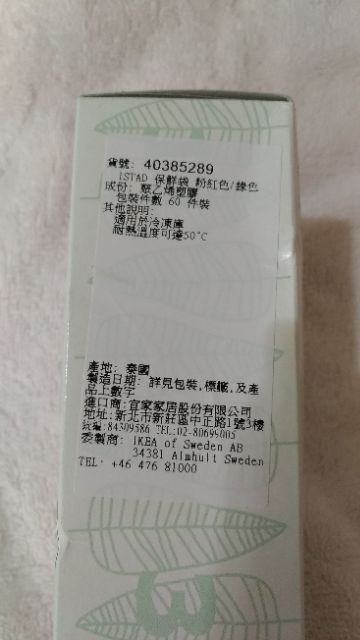 貨號: 40385289
ISTAD 保鮮袋 粉紅色/綠色
成份: 聚乙烯塑膠
包裝件數 60 件裝
其他說明:
適用於冷凍庫
耐熱溫度可達50°C
產地: 泰國
製造日期: 詳見包裝,標籤,及產
品上數字
進口商:宜家家居股份有限公司
地址:新北市新莊區中正路1號3樓
統編:84309586 TEL:02-80699005
委製商: IKEA of Sweden AB
34381 Almhult Sweden
TEL: +46 476 81000
3